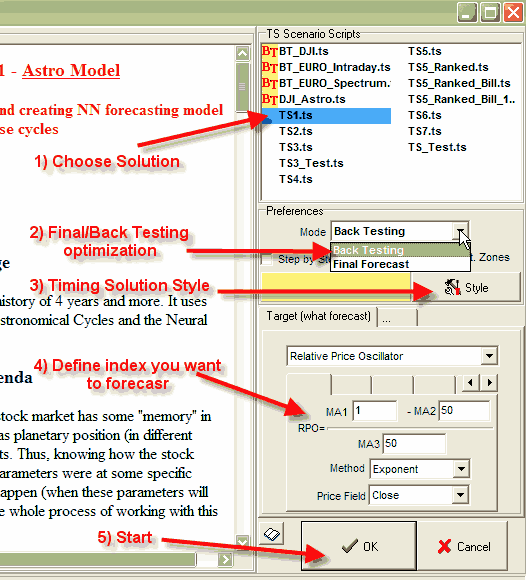 TS Scenario Scripts
BT BT_DJI.ts
BT BT_EURO_Intraday.ts
BT BT_EURO_Spectrum.
BT DJI_Astro.ts
TS1.ts
TS2.ts
TS3.ts
TS3_Test.ts
TS4.ts
TS5.ts
TS5_Ranked.ts
TS5_Ranked_Bill.ts
TS5_Ranked_Bill_1..
TS6.ts
TS7.ts
TS_Test.ts
1 - Astro Model
nd creating NN forecasting model
se cycles
1) Choose Solution
Preferences
Mode Back Testing
Back Testing
Final Forecast
Step by St
t. Zones
2) Final/Back Testing
optimization
ge
3) Timing Solution Style
Style
history of 4 years and more. It uses
stronomical Cycles and the Neural
Target (what forecast)
...
4) Define index you want
to forecasr
Relative Price Oscillator
enda
MA1 1 - MA2 50
RPO=
MA3 50
Method Exponent
Price Field Close
stock market has some "memory" in
as planetary position (in different
ts. Thus, knowing how the stock
arameters were at some specific
appen (when these parameters will
e whole process of working with this
5) Start
OK
Cancel